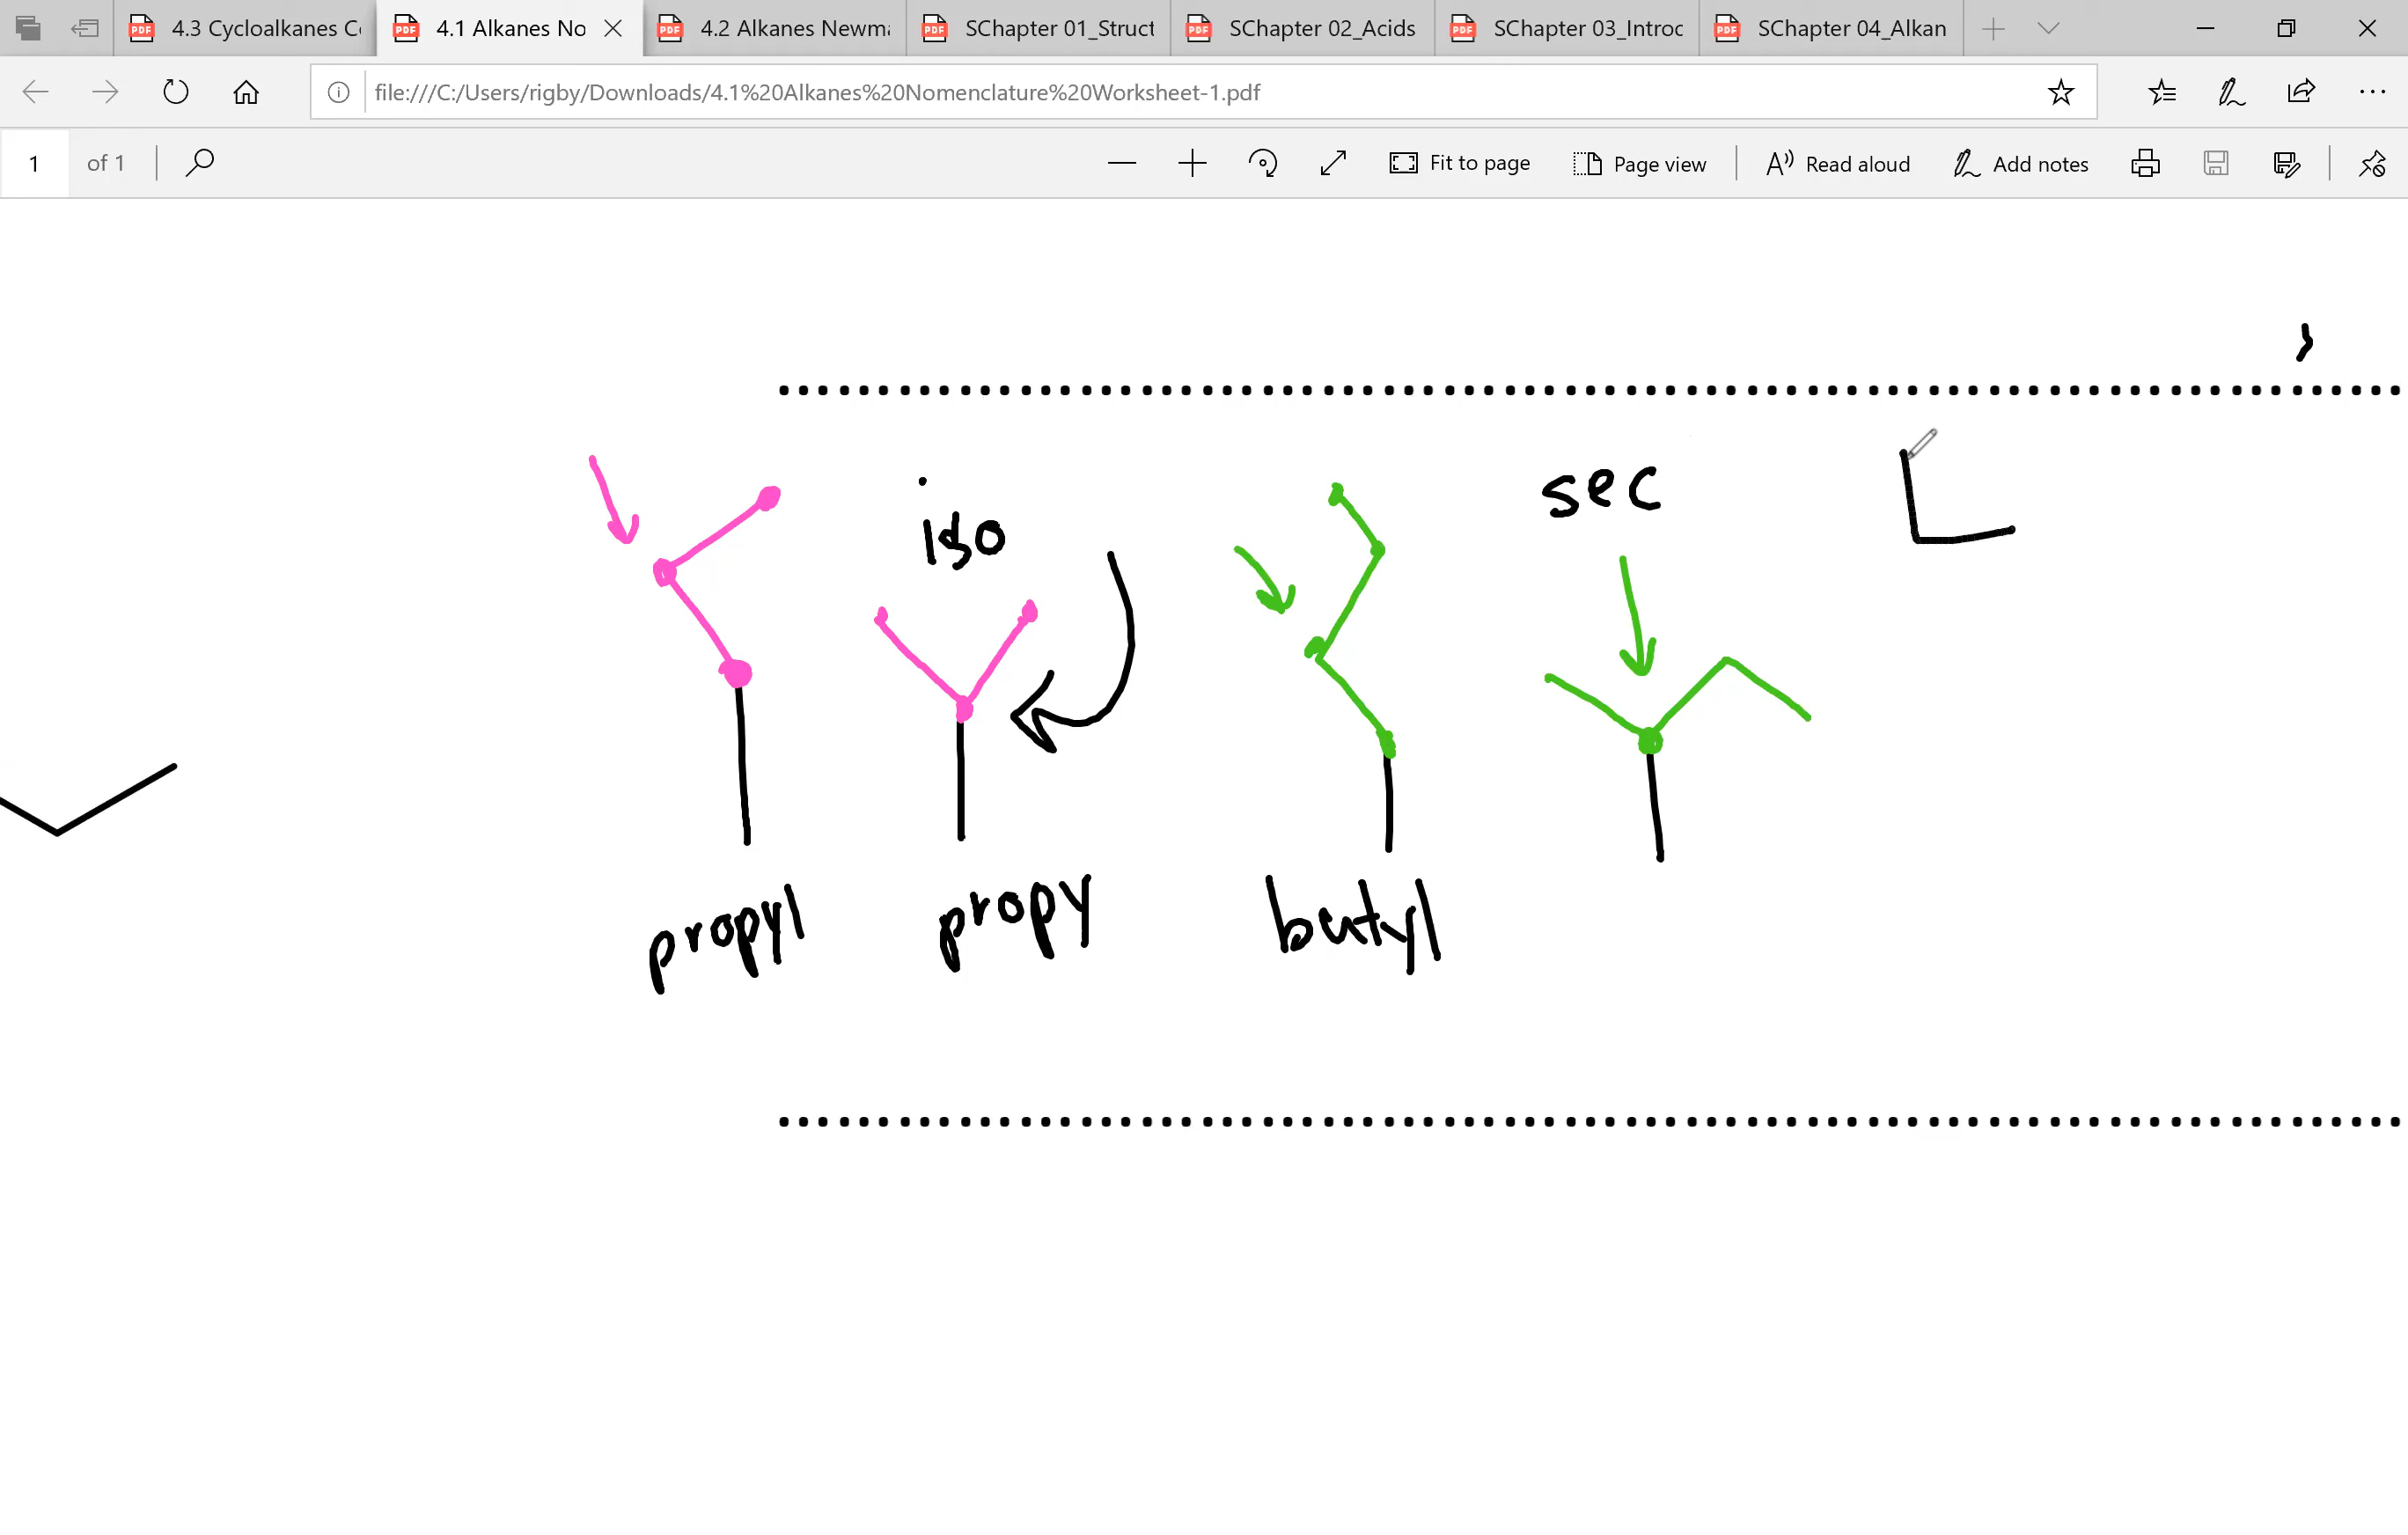 4.3 Cycloalkanes C
4.1 Alkanes No
4.2 Alkanes Newm
SChapter 01_Struct
SChapter 02_Acids
SChapter 03_Introc
SChapter 04_Alkan
file:///C:/Users/rigby/Downloads/4.1%20Alkanes%20Nomenclature%20Worksheet-1.pdf
1 of 1
Fit to page
Page view
Read aloud
Add notes
iso
sec
propyl
propy
butyl